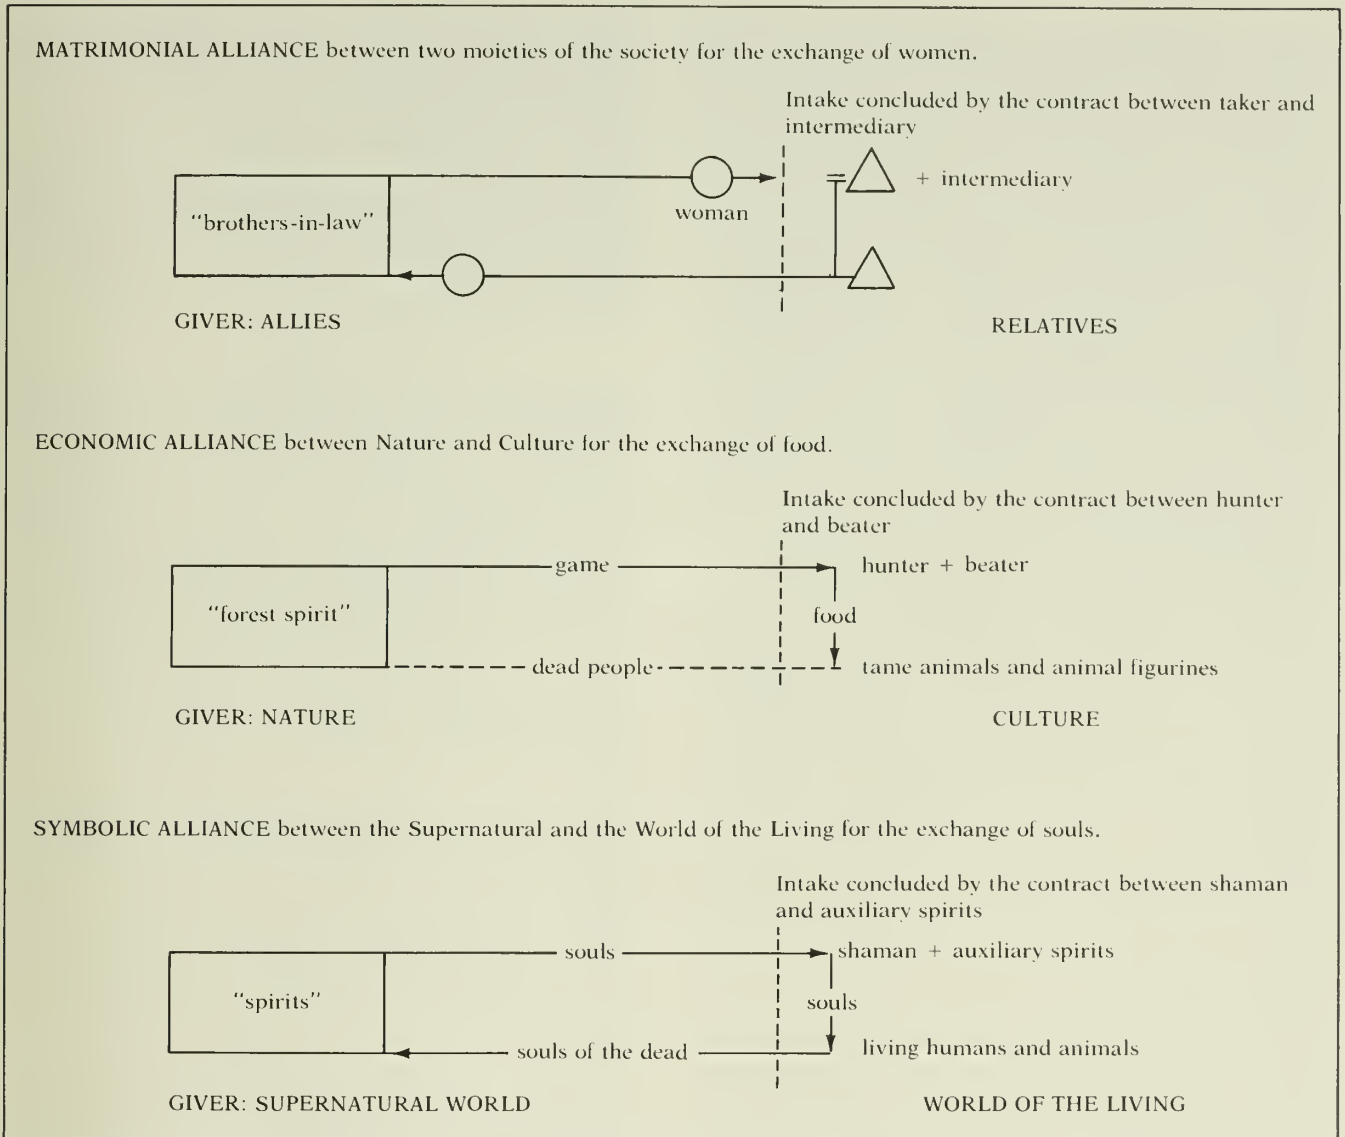 MATRIMONIAL ALLIANCE between two moieties of the society for the exchange of women.
Intake concluded by the contract between taker and
intermediary
"brothers-in-law"
woman
+ intermediary
GIVER: ALLIES
RELATIVES
ECONOMIC ALLIANCE between Nature and Culture for the exchange of food.
Intake concluded by the contract between hunter
and beater
game
hunter + beater
"forest spirit"
food
dead people
tame animals and animal figurines
GIVER: NATURE
CULTURE
SYMBOLIC ALLIANCE between the Supernatural and the World of the Living for the exchange of souls.
Intake concluded by the contract between shaman
and auxiliary spirits
souls
shaman + auxiliary spirits
"spirits"
souls
souls of the dead
living humans and animals
GIVER: SUPERNATURAL WORLD
WORLD OF THE LIVING